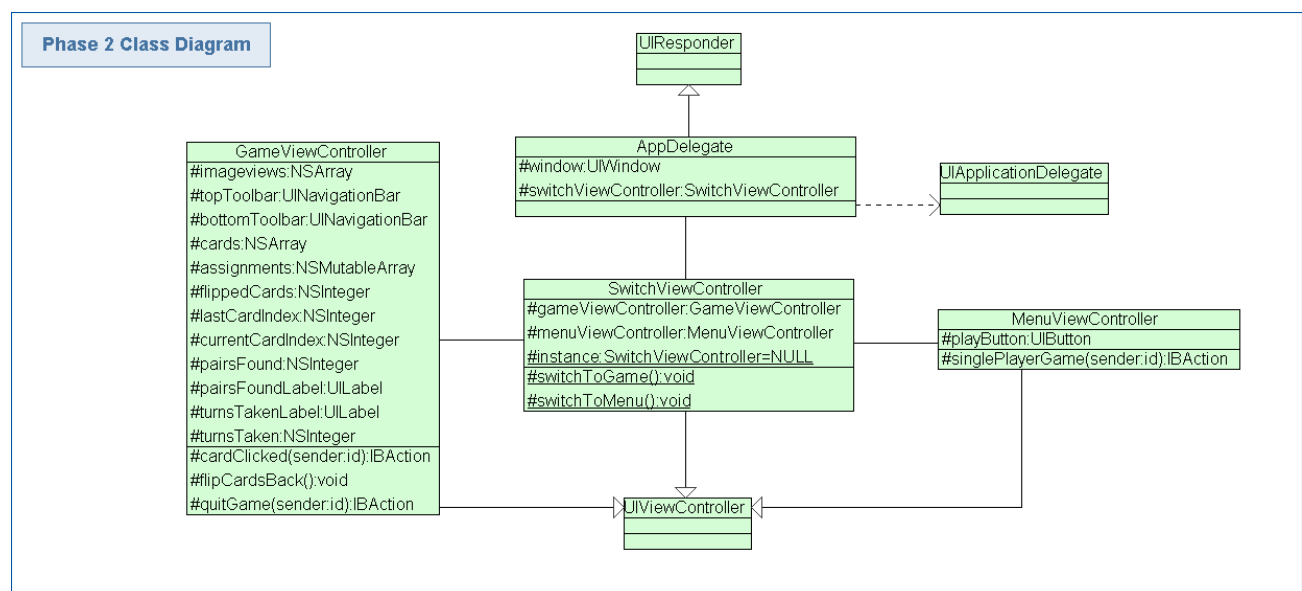 Phase 2 Class Diagram
UIResponder
AppDelegate
#window:UIWindow
#switchViewController:SwitchViewController
UIApplicationDelegate
GameViewController
#imageviews:NSArray
#topToolbar:UINavigationBar
#bottomToolbar:UINavigationBar
#cards:NSArray
#assignments:NSMutableArray
#flippedCards:NSInteger
#lastCardIndex:NSInteger
#currentCardIndex:NSInteger
#pairsFound:NSInteger
#pairsFoundLabel:UILabel
#turnsTakenLabel:UILabel
#turnsTaken:NSInteger
#cardClicked(sender:id):IBAction
#flipCardsBack():void
#quitGame(sender:id):IBAction
SwitchViewController
#gameViewController:GameViewController
#menuViewController:MenuViewController
#instance:SwitchViewController=NULL
#switchToGame():void
#switchToMenu():void
MenuViewController
#playButton:UIButton
#singlePlayerGame(sender:id):IBAction
UIViewController